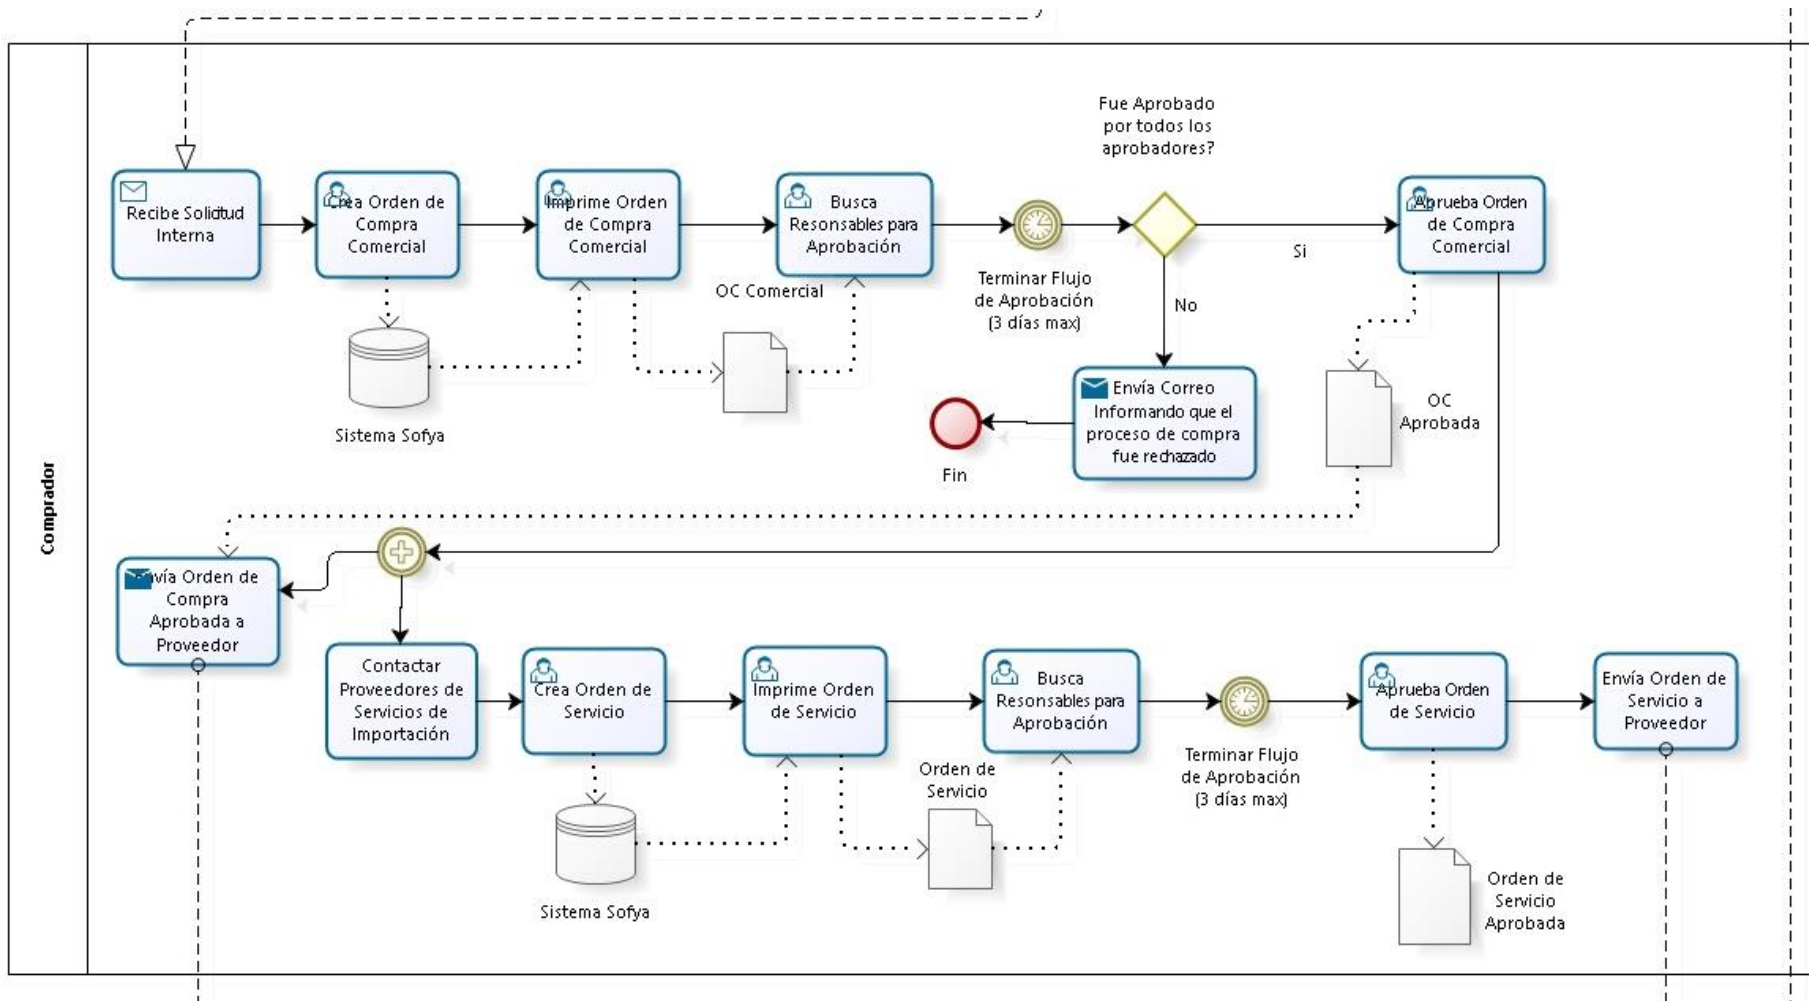 Comprador
Fue Aprobado
por todos los
aprobadores?
Recibe Solicitud
Interna
Crea Orden de
Compra
Comercial
Imprime Orden
de Compra
Comercial
Busca
Resonsables para
Aprobación
Terminar Flujo
de Aprobación
(3 días max)
Si
No
Aprueba Orden
de Compra
Comercial
Sistema Sofya
OC Comercial
Envía Correo
Informando que el
proceso de compra
fue rechazado
Fin
OC
Aprobada
Envía Orden de
Compra
Aprobada a
Proveedor
Contactar
Proveedores de
Servicios de
Importación
Crea Orden de
Servicio
Imprime Orden
de Servicio
Busca
Resonsables para
Aprobación
Terminar Flujo
de Aprobación
(3 días max)
Aprueba Orden
de Servicio
Envía Orden de
Servicio a
Proveedor
Sistema Sofya
Orden de
Servicio
Orden de
Servicio
Aprobada